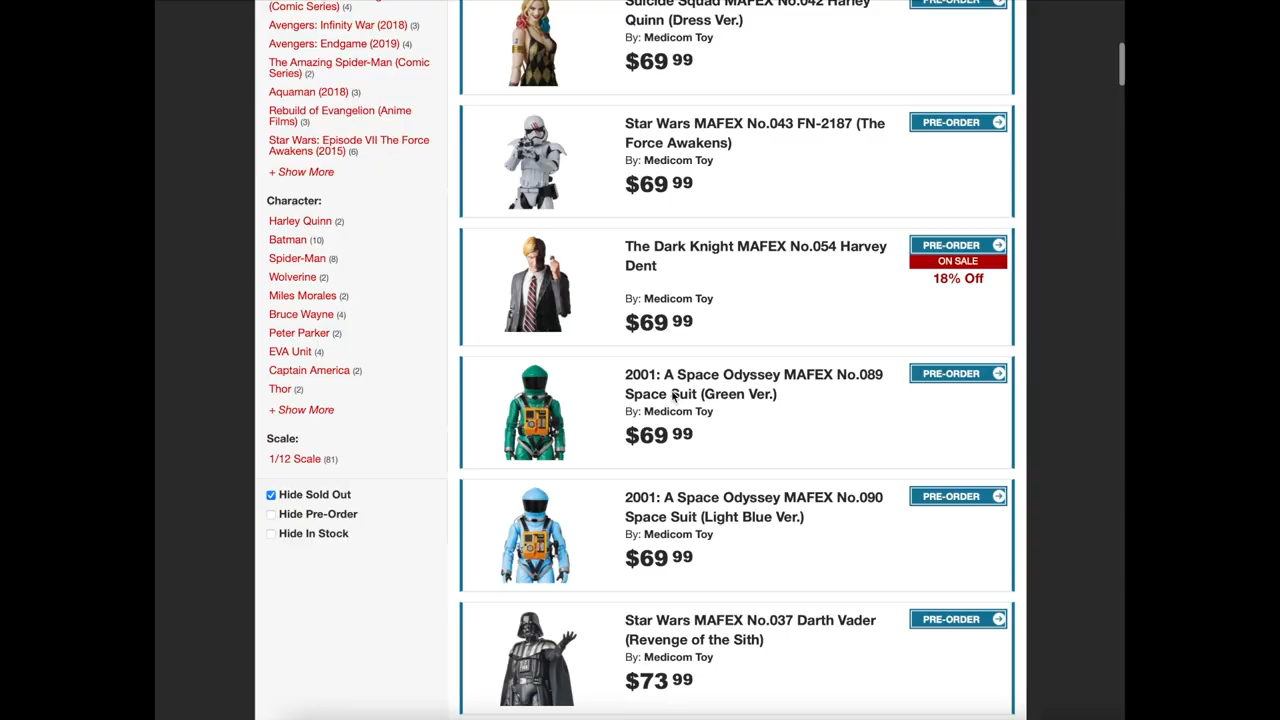 (Comic Series) (4)
Avengers: Infinity War (2018) (3)
Avengers: Endgame (2019) (4)
The Amazing Spider-Man (Comic
Series) (2)
Aquaman (2018) (3)
Rebuild of Evangelion (Anime
Films) (3)
Star Wars: Episode VII The Force
Awakens (2015) (6)
+ Show More
Character:
Harley Quinn (2)
Batman (10)
Spider-Man (8)
Wolverine (2)
Miles Morales (2)
Bruce Wayne (4)
Peter Parker (2)
EVA Unit (4)
Captain America (2)
Thor (2)
+ Show More
Scale:
1/12 Scale (81)
Hide Sold Out
Hide Pre-Order
Hide In Stock
Suicide Squad MAFEX No.042 Harley
Quinn (Dress Ver.)
By: Medicom Toy
$69 99
PRE-ORDER
Star Wars MAFEX No.043 FN-2187 (The
Force Awakens)
By: Medicom Toy
$69 99
PRE-ORDER
The Dark Knight MAFEX No.054 Harvey
Dent
By: Medicom Toy
$69 99
PRE-ORDER
ON SALE
18% Off
2001: A Space Odyssey MAFEX No.089
Space Suit (Green Ver.)
By: Medicom Toy
$69 99
PRE-ORDER
2001: A Space Odyssey MAFEX No.090
Space Suit (Light Blue Ver.)
By: Medicom Toy
$69 99
PRE-ORDER
Star Wars MAFEX No.037 Darth Vader
(Revenge of the Sith)
By: Medicom Toy
$73 99
PRE-ORDER